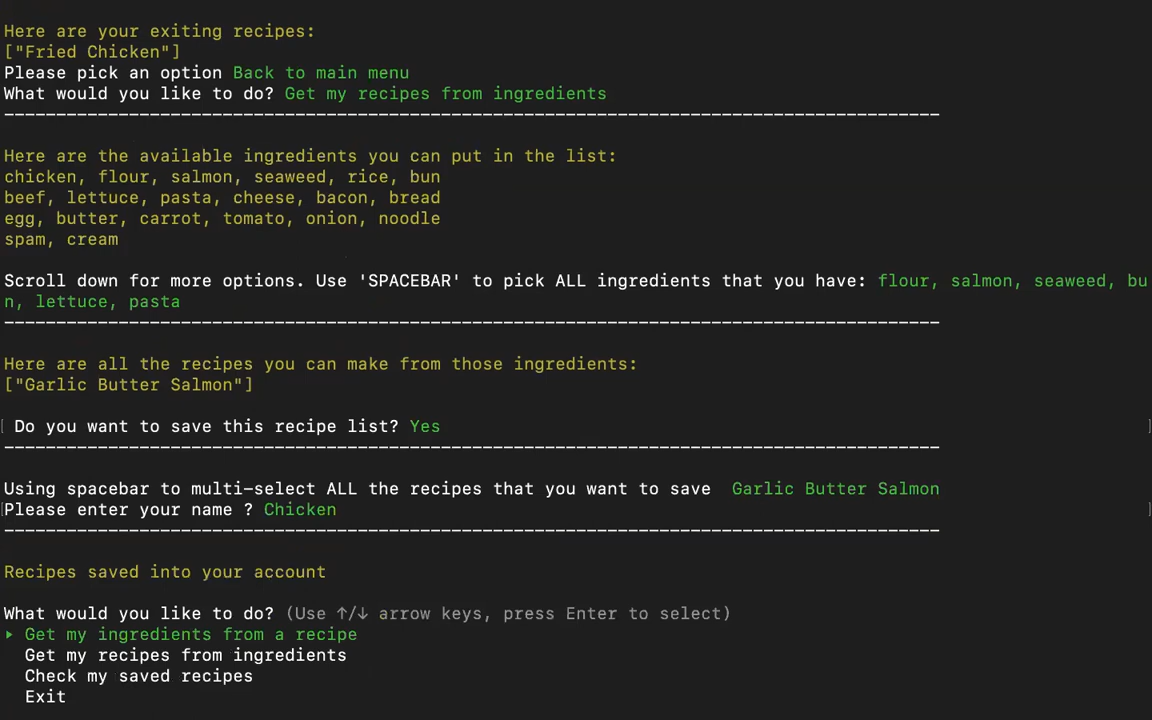 Here are your exiting recipes:
["Fried Chicken"]
Please pick an option Back to main menu
What would you like to do? Get my recipes from ingredients
------------------------------------------------------------------------------------------
Here are the available ingredients you can put in the list:
chicken, flour, salmon, seaweed, rice, bun
beef, lettuce, pasta, cheese, bacon, bread
egg, butter, carrot, tomato, onion, noodle
spam, cream
Scroll down for more options. Use 'SPACEBAR' to pick ALL ingredients that you have: flour, salmon, seaweed, bu
n, lettuce, pasta
------------------------------------------------------------------------------------------
Here are all the recipes you can make from those ingredients:
["Garlic Butter Salmon"]
[ Do you want to save this recipe list? Yes ]
------------------------------------------------------------------------------------------
Using spacebar to multi-select ALL the recipes that you want to save  Garlic Butter Salmon
[Please enter your name ? Chicken ]
------------------------------------------------------------------------------------------
Recipes saved into your account
What would you like to do? (Use ↑/↓ arrow keys, press Enter to select)
‣ Get my ingredients from a recipe
Get my recipes from ingredients
Check my saved recipes
Exit